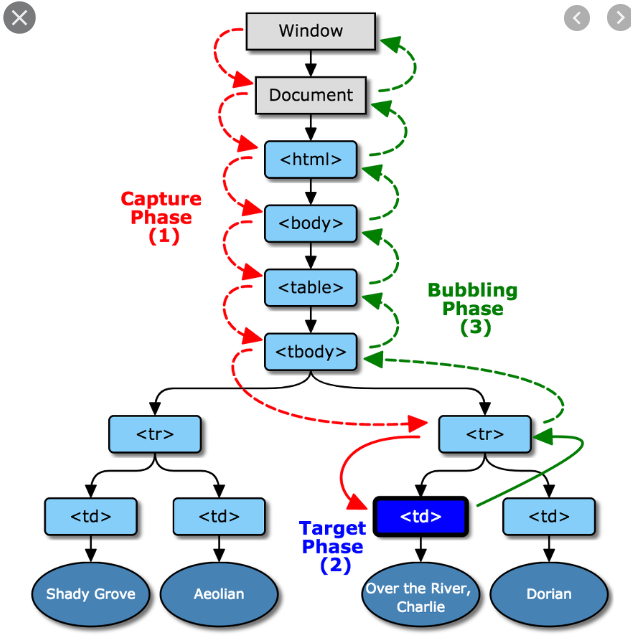 Window
Document
<html>
<body>
Capture
Phase
(1)
<table>
Bubbling
Phase
(3)
<tbody>
<tr>
<tr>
<td>
<td>
<td>
<td>
Target
Phase
(2)
Shady Grove
Aeolian
Over the River,
Charlie
Dorian